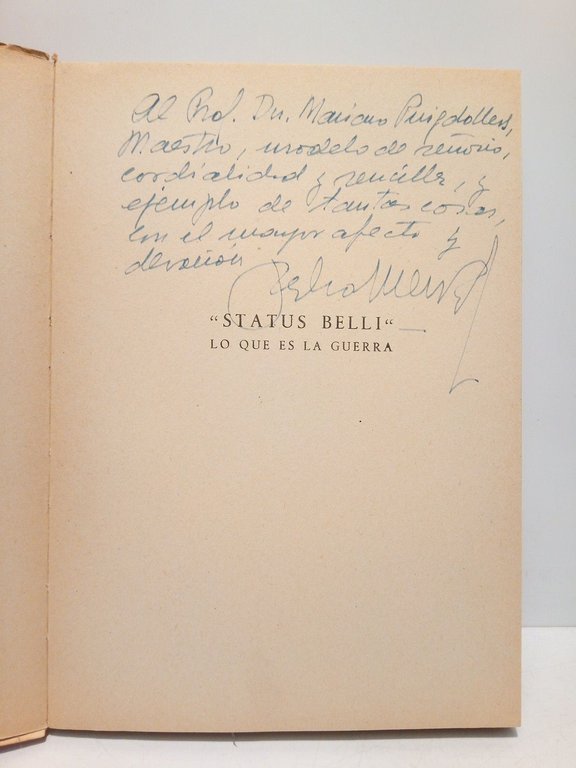 Al Prof. Dr. Mariano Puigdollers,
Maestro, modelo de señorío,
cordialidad y sencillez, y
ejemplo de tantas cosas,
con el mayor afecto y
devoción
Pedro
"STATUS BELLI"
LO QUE ES LA GUERRA